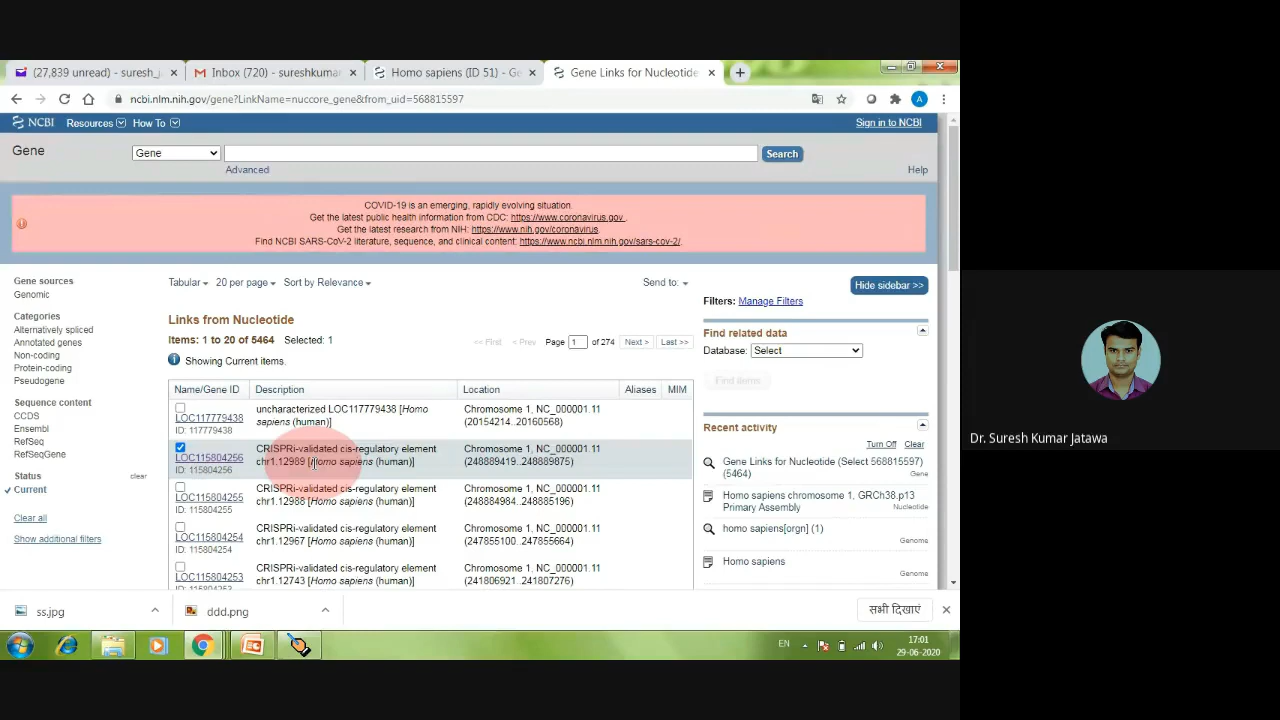 (27,839 unread) - suresh_j
Inbox (720) - sureshkumar
Homo sapiens (ID 51) - Ge
Gene Links for Nucleotide
ncbi.nlm.nih.gov/gene?LinkName=nuccore_gene&from_uid=568815597
A
NCBI Resources How To
Sign in to NCBI
Gene
Gene
Search
Advanced
Help
COVID-19 is an emerging, rapidly evolving situation.
Get the latest public health information from CDC: https://www.coronavirus.gov .
Get the latest research from NIH: https://www.nih.gov/coronavirus.
Find NCBI SARS-CoV-2 literature, sequence, and clinical content: https://www.ncbi.nlm.nih.gov/sars-cov-2/.
Gene sources
Genomic
Categories
Alternatively spliced
Annotated genes
Non-coding
Protein-coding
Pseudogene
Sequence content
CCDS
Ensembl
RefSeq
RefSeqGene
Status clear
Current
Clear all
Show additional filters
Tabular 20 per page Sort by Relevance
Send to:
Links from Nucleotide
Items: 1 to 20 of 5464 Selected: 1
<< First < Prev Page 1 of 274 Next > Last >>
Showing Current items.
Name/Gene ID Description Location Aliases MIM
LOC117779438
ID: 117779438
uncharacterized LOC117779438 [Homo
sapiens (human)]
Chromosome 1, NC_000001.11
(20154214..20160568)
LOC115804256
ID: 115804256
CRISPRi-validated cis-regulatory element
chr1.12989 [Homo sapiens (human)]
Chromosome 1, NC_000001.11
(248889419..248889875)
LOC115804255
ID: 115804255
CRISPRi-validated cis-regulatory element
chr1.12988 [Homo sapiens (human)]
Chromosome 1, NC_000001.11
(248884984..248885196)
LOC115804254
ID: 115804254
CRISPRi-validated cis-regulatory element
chr1.12967 [Homo sapiens (human)]
Chromosome 1, NC_000001.11
(247855100..247855664)
LOC115804253
ID: 115804253
CRISPRi-validated cis-regulatory element
chr1.12743 [Homo sapiens (human)]
Chromosome 1, NC_000001.11
(241806921..241807276)
Hide sidebar >>
Filters: Manage Filters
Find related data
Database: Select
Find items
Recent activity
Turn Off Clear
Gene Links for Nucleotide (Select 568815597)
(5464)
Gene
Homo sapiens chromosome 1, GRCh38.p13
Primary Assembly
Nucleotide
homo sapiens[orgn] (1)
Genome
Homo sapiens
Genome
ss.jpg
ddd.png
सभी दिखाएं
EN
17:01
29-06-2020
Dr. Suresh Kumar Jatawa